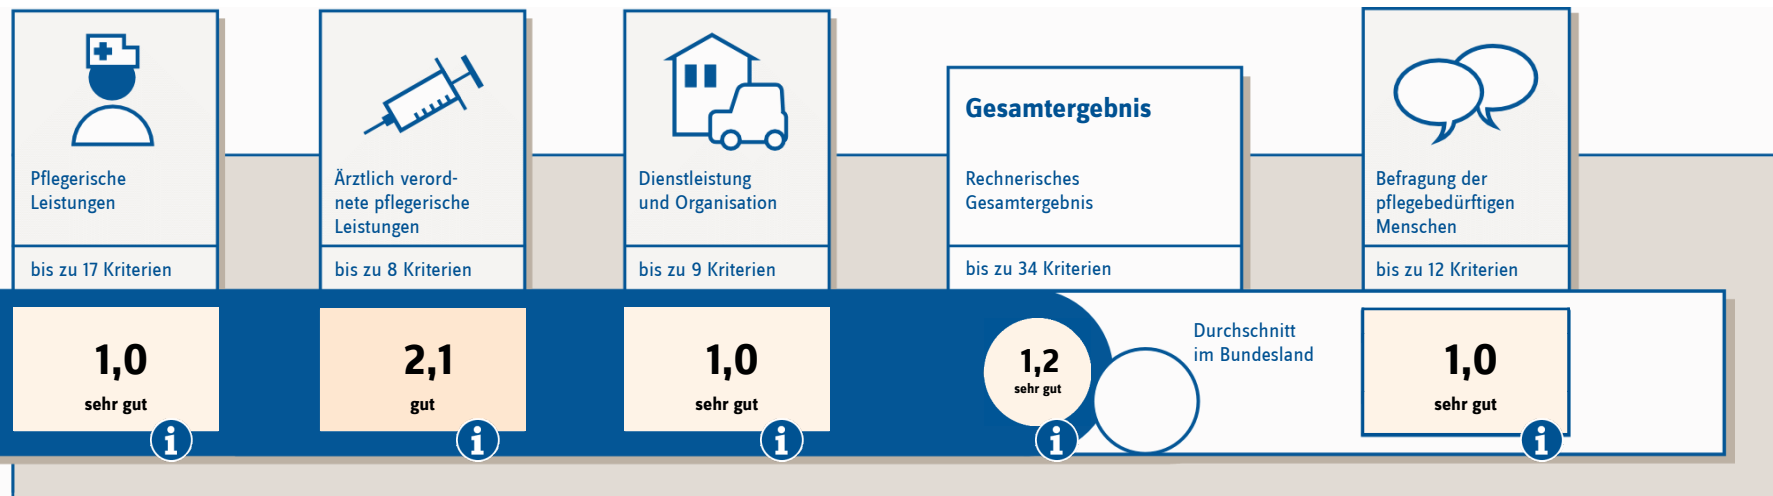 Pflegerische
Leistungen
bis zu 17 Kriterien
1,0
sehr gut
i
Ärztlich verord-
nete pflegerische
Leistungen
bis zu 8 Kriterien
2,1
gut
i
Dienstleistung
und Organisation
bis zu 9 Kriterien
1,0
sehr gut
i
Gesamtergebnis
Rechnerisches
Gesamtergebnis
bis zu 34 Kriterien
1,2
sehr gut
i
Durchschnitt
im Bundesland
Befragung der
pflegebedürftigen
Menschen
bis zu 12 Kriterien
1,0
sehr gut
i